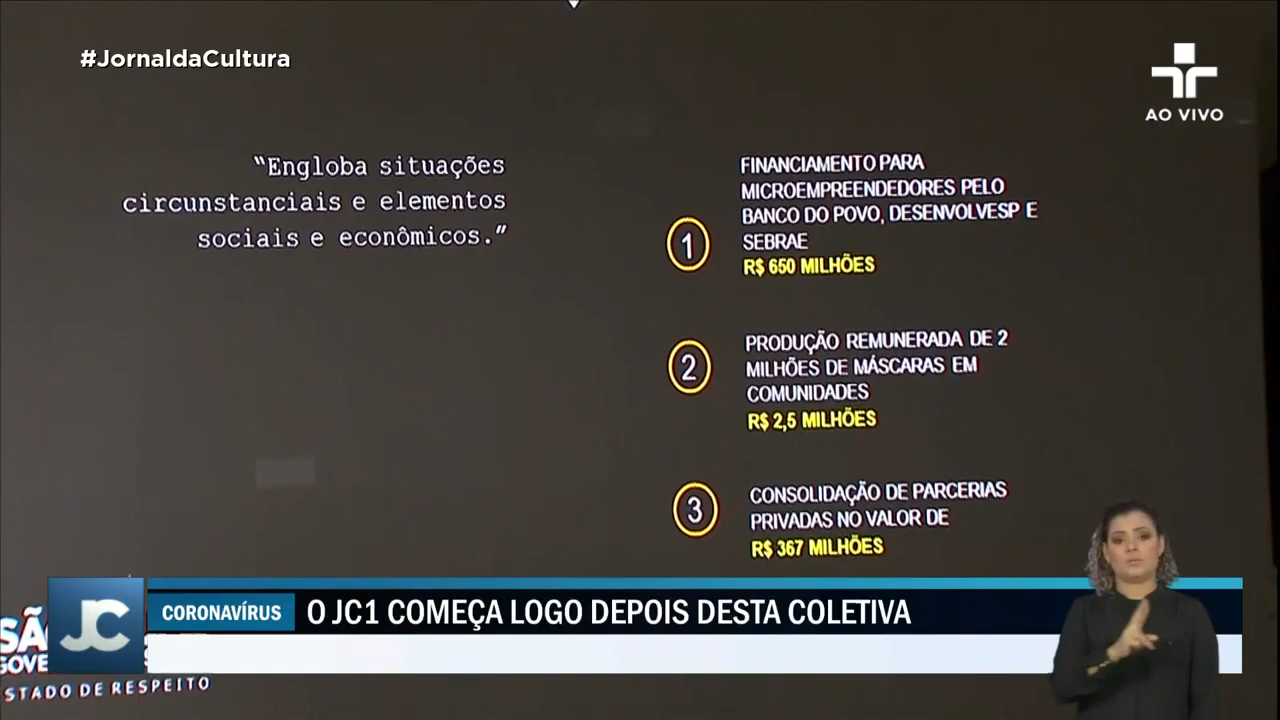 #JornaldaCultura
AO VIVO
“Engloba situações
circunstanciais e elementos
sociais e econômicos.”
1
FINANCIAMENTO PARA
MICROEMPREENDEDORES PELO
BANCO DO POVO, DESENVOLVESP E
SEBRAE
R$ 650 MILHÕES
2
PRODUÇÃO REMUNERADA DE 2
MILHÕES DE MÁSCARAS EM
COMUNIDADES
R$ 2,5 MILHÕES
3
CONSOLIDAÇÃO DE PARCERIAS
PRIVADAS NO VALOR DE
R$ 367 MILHÕES
JC
CORONAVÍRUS
O JC1 COMEÇA LOGO DEPOIS DESTA COLETIVA
STADO DE RESPEITO